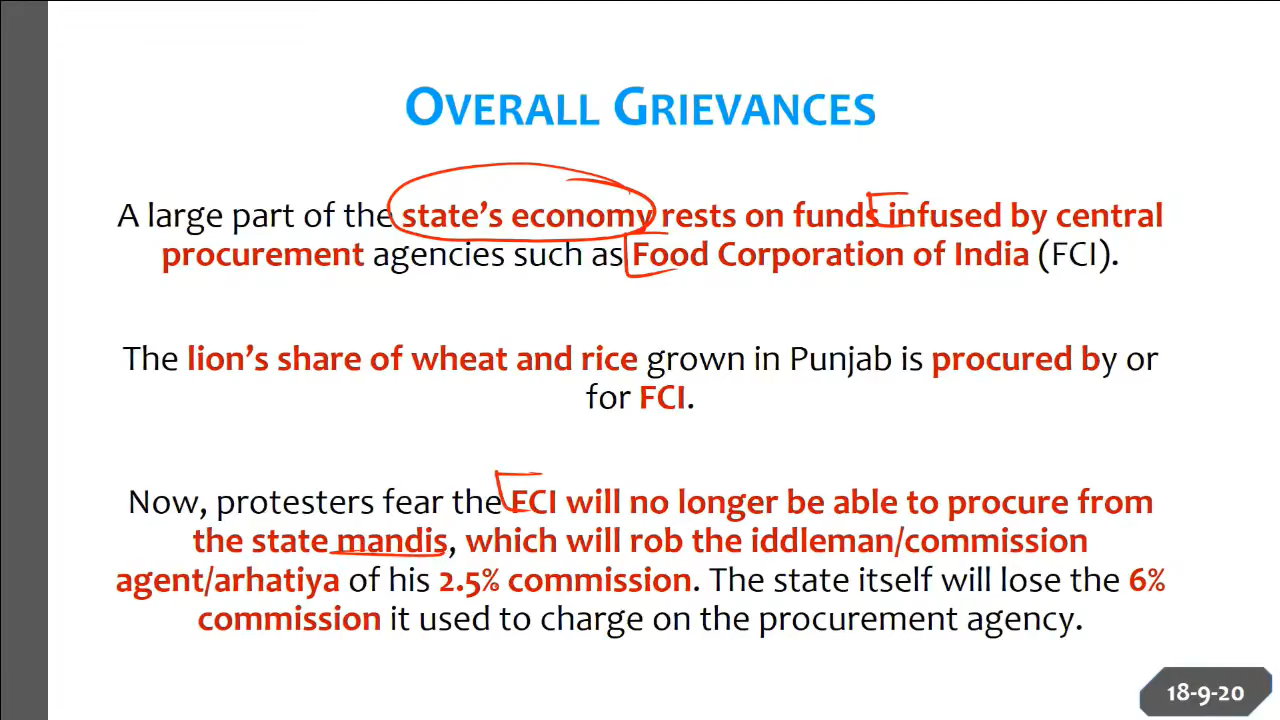 OVERALL GRIEVANCES
A large part of the state's economy rests on funds infused by central
procurement agencies such as Food Corporation of India (FCI).
The lion's share of wheat and rice grown in Punjab is procured by or
for FCI.
Now, protesters fear the FCI will no longer be able to procure from
the state mandis, which will rob the iddleman/commission
agent/arhatiya of his 2.5% commission. The state itself will lose the 6%
commission it used to charge on the procurement agency.
18-9-20